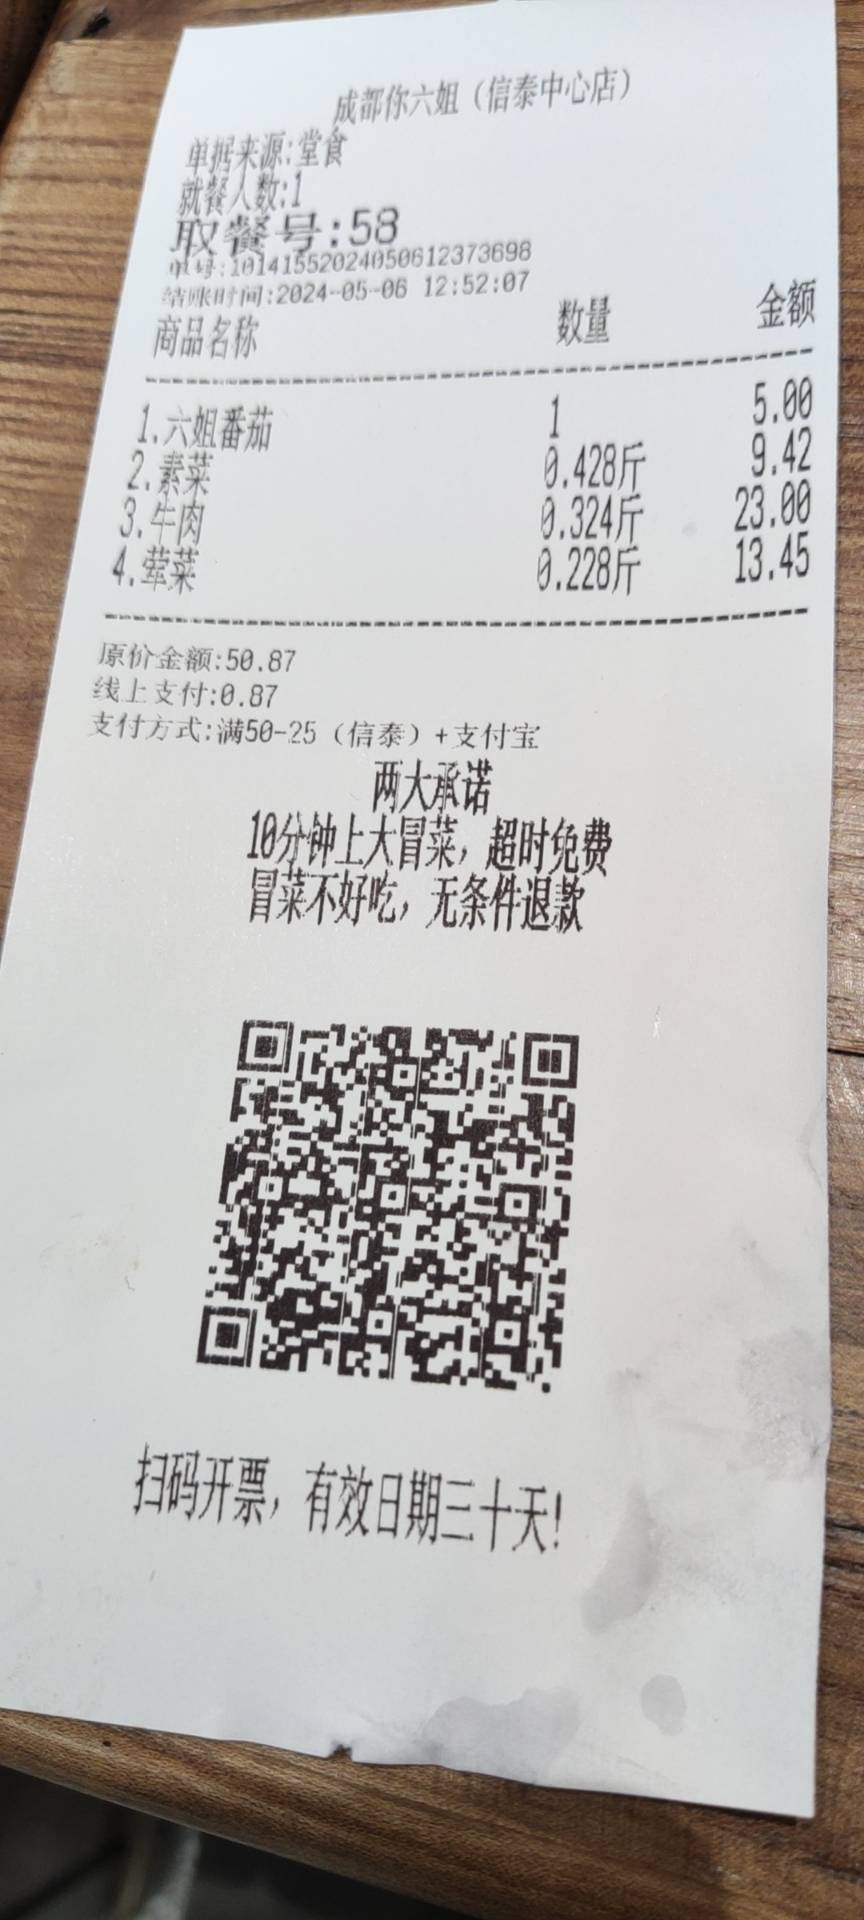 成都你六姐（信泰中心店）
单据来源:堂食
就餐人数:1
取餐号:58
单号:10141552024050612373698
结账时间:2024-05-06 12:52:07
商品名称 数量 金额
1.六姐番茄 1 5.00
2.素菜 0.428斤 9.42
3.牛肉 0.324斤 23.00
4.荤菜 0.228斤 13.45
原价金额:50.87
线上支付:0.87
支付方式:满50-25（信泰）+支付宝
两大承诺
10分钟上大冒菜，超时免费
冒菜不好吃，无条件退款
扫码开票，有效日期三十天!